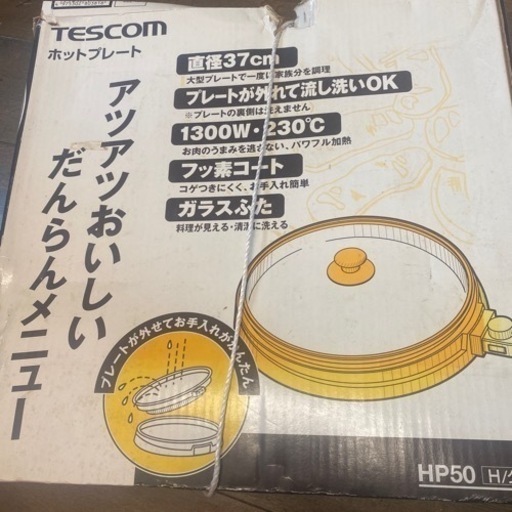 TESCOM
ホットプレート
直径37cm
大型プレートで一度に家族分を調理
プレートが外れて流し洗いOK
※プレートの裏側は洗えません
1300W・230℃
お肉のうまみを逃さない、パワフル加熱
フッ素コート
コゲつきにくく、お手入れ簡単
ガラスふた
料理が見える・清潔に洗える
アツアツおいしい
だんらんメニュー
プレートが外せてお手入れかんたん
HP50 H/